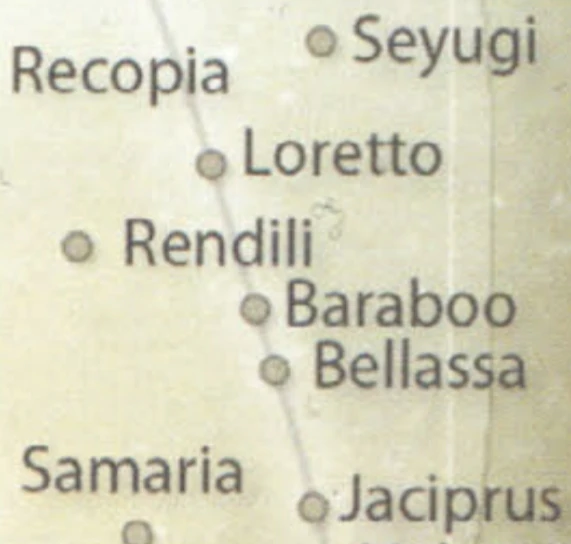 Seyugi
Recopia
Loretto
Rendili
Baraboo
Bellassa
Samaria
Jaciprus